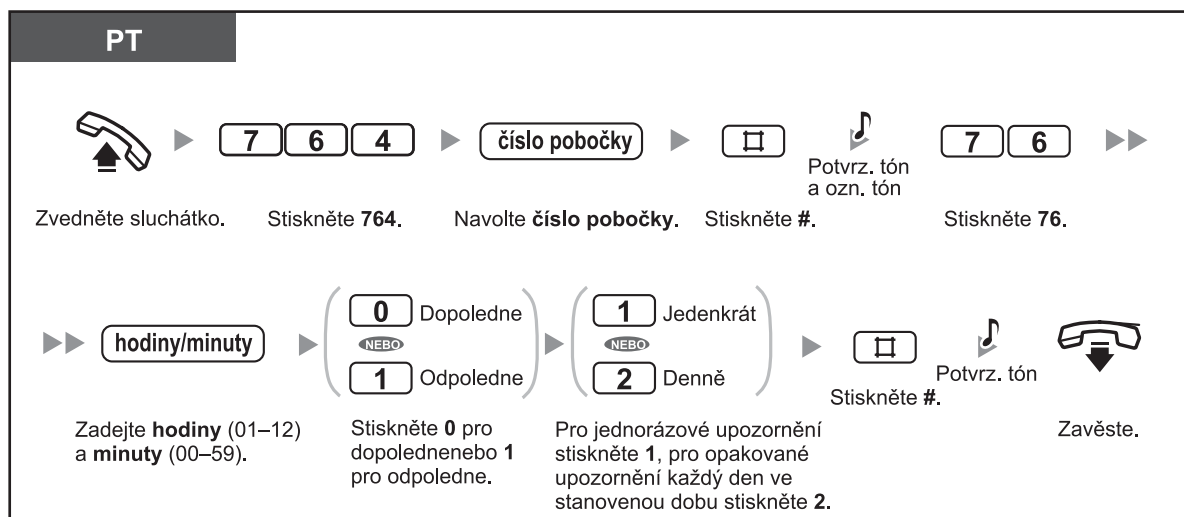 PT
7 6 4 číslo pobočky # Potvrz. tón 7 6
a ozn. tón
Zvedněte sluchátko. Stiskněte 764. Navolte číslo pobočky. Stiskněte #. Stiskněte 76.
0 Dopoledne 1 Jedenkrát
hodiny/minuty NEBO NEBO #
1 Odpoledne 2 Denně Potvrz. tón
Stiskněte #.
Zadejte hodiny (01–12) Stiskněte 0 pro Pro jednorázové upozornění Zavěste.
a minuty (00–59). dopolednenebo 1 stiskněte 1, pro opakované
pro odpoledne. upozornění každý den ve
stanovenou dobu stiskněte 2.